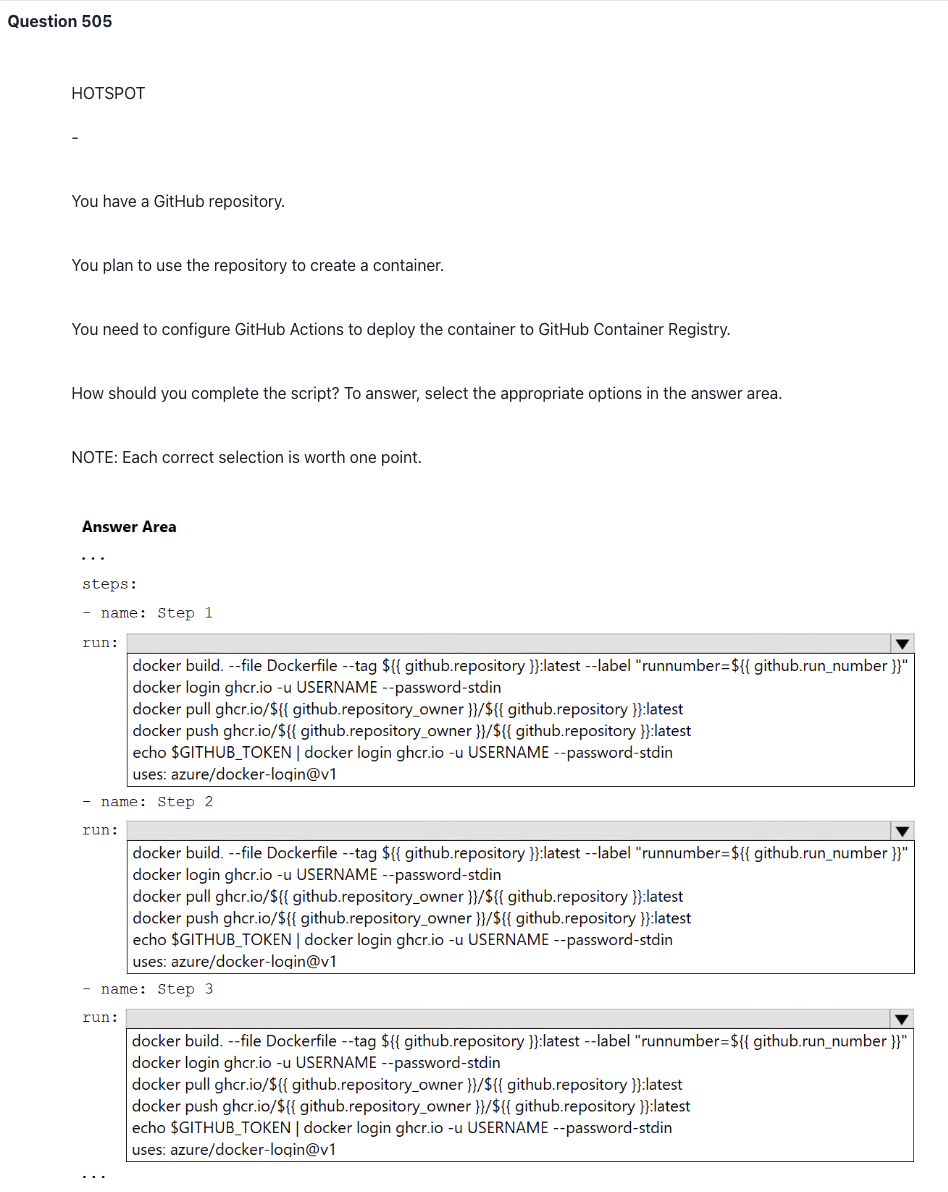 Question 505
HOTSPOT
-
You have a GitHub repository.
You plan to use the repository to create a container.
You need to configure GitHub Actions to deploy the container to GitHub Container Registry.
How should you complete the script? To answer, select the appropriate options in the answer area.
NOTE: Each correct selection is worth one point.
Answer Area
...
steps:
- name: Step 1
run:
docker build. --file Dockerfile --tag ${{ github.repository }}:latest --label "runnumber=${{ github.run_number }}"
docker login ghcr.io -u USERNAME --password-stdin
docker pull ghcr.io/${{ github.repository_owner }}/${{ github.repository }}:latest
docker push ghcr.io/${{ github.repository_owner }}/${{ github.repository }}:latest
echo $GITHUB_TOKEN | docker login ghcr.io -u USERNAME --password-stdin
uses: azure/docker-login@v1
- name: Step 2
run:
docker build. --file Dockerfile --tag ${{ github.repository }}:latest --label "runnumber=${{ github.run_number }}"
docker login ghcr.io -u USERNAME --password-stdin
docker pull ghcr.io/${{ github.repository_owner }}/${{ github.repository }}:latest
docker push ghcr.io/${{ github.repository_owner }}/${{ github.repository }}:latest
echo $GITHUB_TOKEN | docker login ghcr.io -u USERNAME --password-stdin
uses: azure/docker-login@v1
- name: Step 3
run:
docker build. --file Dockerfile --tag ${{ github.repository }}:latest --label "runnumber=${{ github.run_number }}"
docker login ghcr.io -u USERNAME --password-stdin
docker pull ghcr.io/${{ github.repository_owner }}/${{ github.repository }}:latest
docker push ghcr.io/${{ github.repository_owner }}/${{ github.repository }}:latest
echo $GITHUB_TOKEN | docker login ghcr.io -u USERNAME --password-stdin
uses: azure/docker-login@v1
...